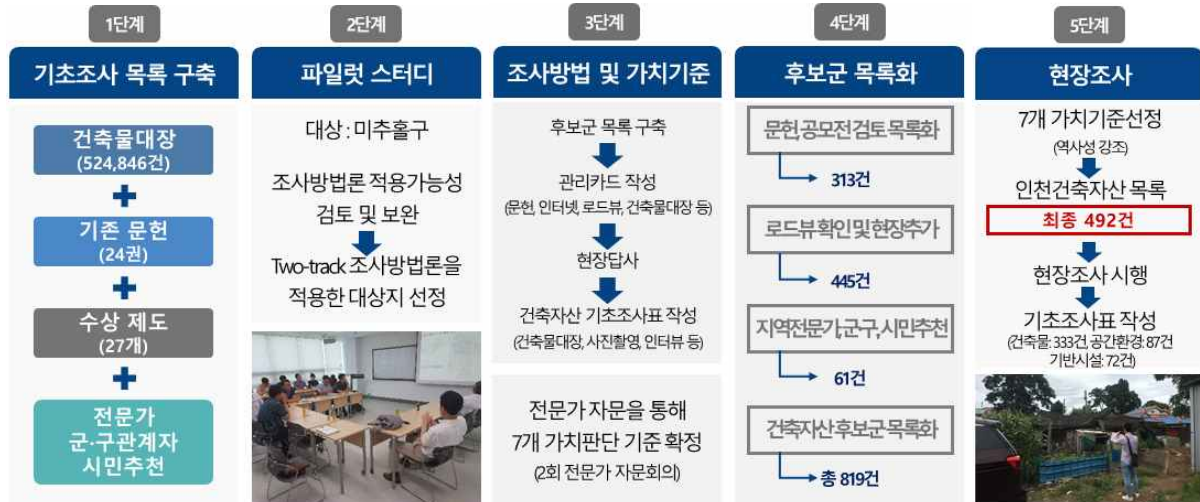 1단계
기초조사 목록 구축
건축물대장
(524,846건)
+
기존 문헌
(24권)
+
수상 제도
(27개)
+
전문가
군·구관계자
시민추천
2단계
파일럿 스터디
대상 : 미추홀구
조사방법론 적용가능성
검토 및 보완
Two-track 조사방법론을
적용한 대상지 선정
3단계
조사방법 및 가치기준
후보군 목록 구축
관리카드 작성
(문헌, 인터넷, 로드뷰, 건축물대장 등)
현장답사
건축자산 기초조사표 작성
(건축물대장, 사진촬영, 인터뷰 등)
전문가 자문을 통해
7개 가치판단 기준 확정
(2회 전문가 자문회의)
4단계
후보군 목록화
문헌,공모전 검토 목록화
313건
로드뷰 확인 및 현장추가
445건
지역전문가,군구,시민추천
61건
건축자산 후보군 목록화
총 819건
5단계
현장조사
7개 가치기준선정
(역사성 강조)
인천건축자산 목록
최종 492건
현장조사 시행
기초조사표 작성
(건축물: 333건, 공간환경: 87건
기반시설: 72건)